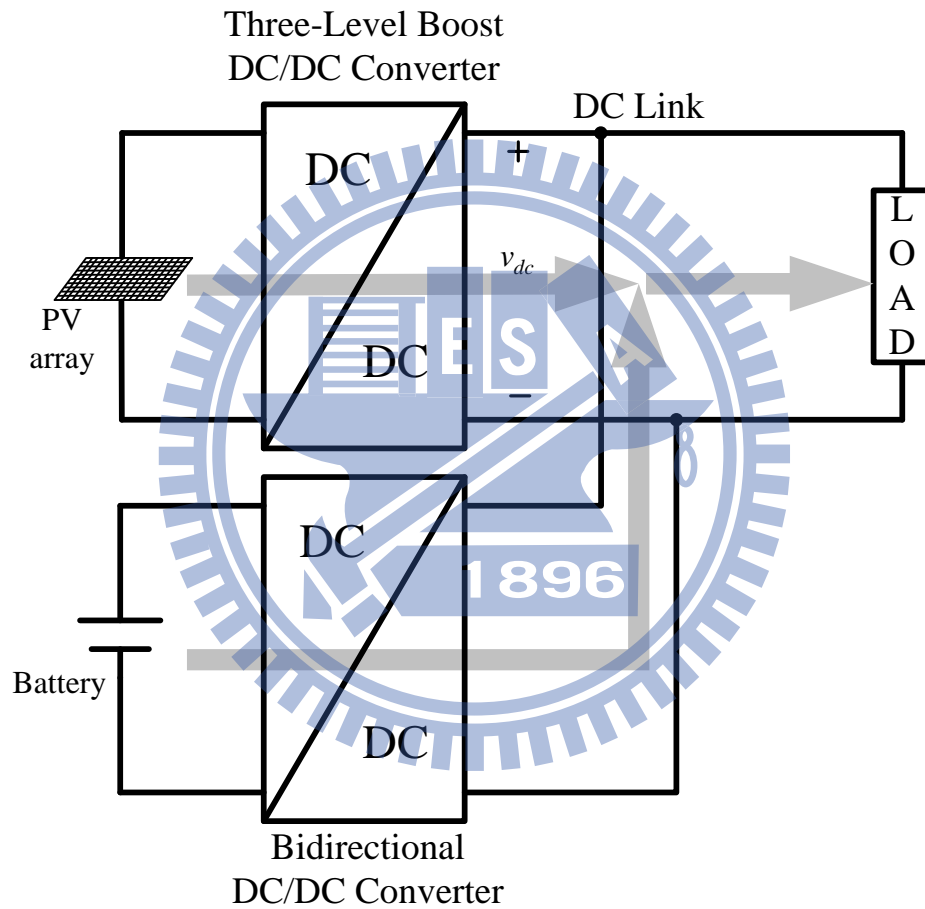 Three-Level Boost
DC/DC Converter
DC Link
DC
+
L
O
A
D
v_dc
PV
array
DC
−
E S
A
8
DC
1896
Battery
DC
Bidirectional
DC/DC Converter